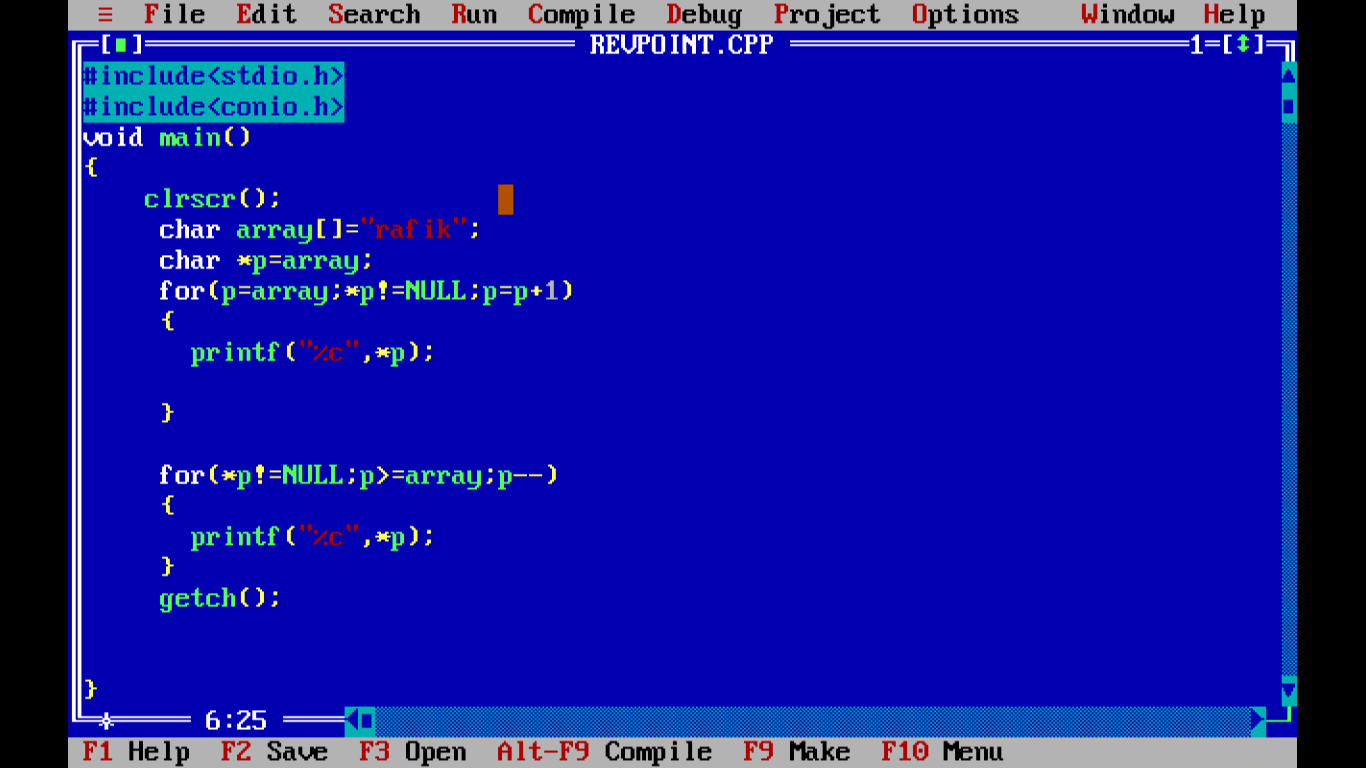 ≡ File Edit Search Run Compile Debug Project Options Window Help
[■] REVPOINT.CPP 1=[↕]
#include<stdio.h>
#include<conio.h>
void main()
{
clrscr();
char array[]="rafik";
char *p=array;
for(p=array;*p!=NULL;p=p+1)
{
printf("%c",*p);
}
for(*p!=NULL;p>=array;p--)
{
printf("%c",*p);
}
getch();
}
6:25
F1 Help F2 Save F3 Open Alt-F9 Compile F9 Make F10 Menu